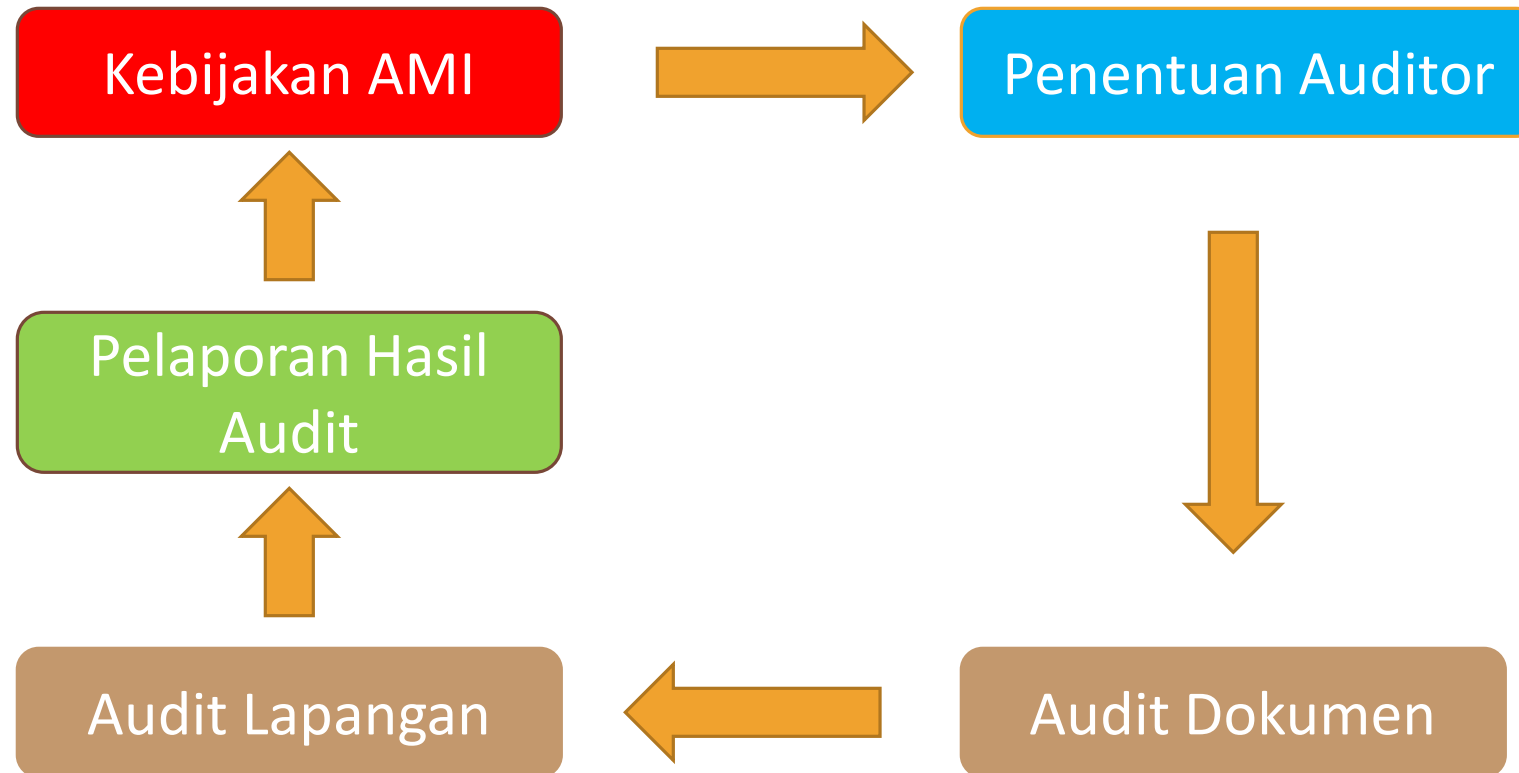 Kebijakan AMI
Penentuan Auditor
Pelaporan Hasil
Audit
Audit Lapangan
Audit Dokumen